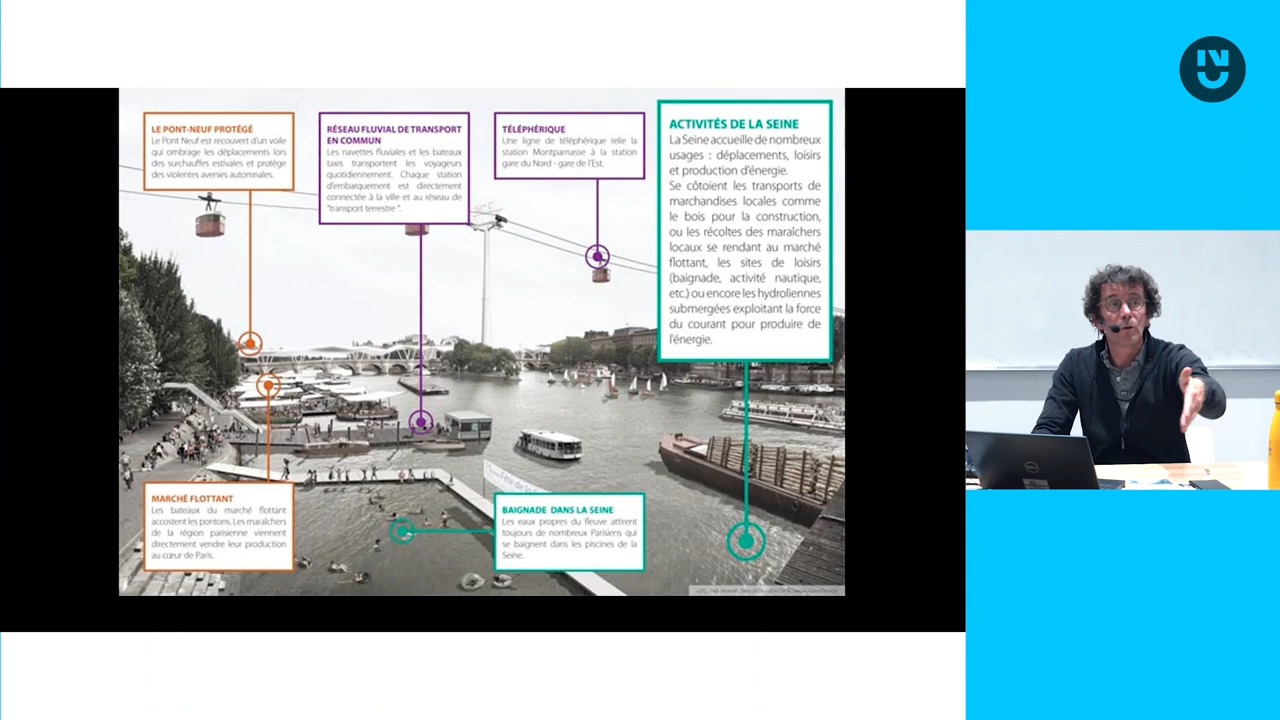 LE PONT-NEUF PROTÉGÉ
Le Pont Neuf est recouvert d'un voile
qui ombrage les déplacements lors
des surchauffes estivales et protège
des violentes averses automnales.
RÉSEAU FLUVIAL DE TRANSPORT
EN COMMUN
Les navettes fluviales et les bateaux
taxis transportent les voyageurs
quotidiennement. Chaque station
d'embarquement est directement
connectée à la ville et au réseau de
"transport terrestre".
TÉLÉPHÉRIQUE
Une ligne de téléphérique relie la
station Montparnasse à la station
gare du Nord - gare de l'Est.
ACTIVITÉS DE LA SEINE
La Seine accueille de nombreux
usages : déplacements, loisirs
et production d'énergie.
Se côtoient les transports de
marchandises locales comme
le bois pour la construction,
ou les récoltes des maraîchers
locaux se rendant au marché
flottant, les sites de loisirs
(baignade, activité nautique,
etc.) ou encore les hydroliennes
submergées exploitant la force
du courant pour produire de
l'énergie.
MARCHÉ FLOTTANT
Les bateaux du marché flottant
accostent les pontons. Les maraîchers
de la région parisienne viennent
directement vendre leur production
au cœur de Paris.
BAIGNADE DANS LA SEINE
Les eaux propres du fleuve attirent
toujours de nombreux Parisiens qui
se baignent dans les piscines de la
Seine.
DELL